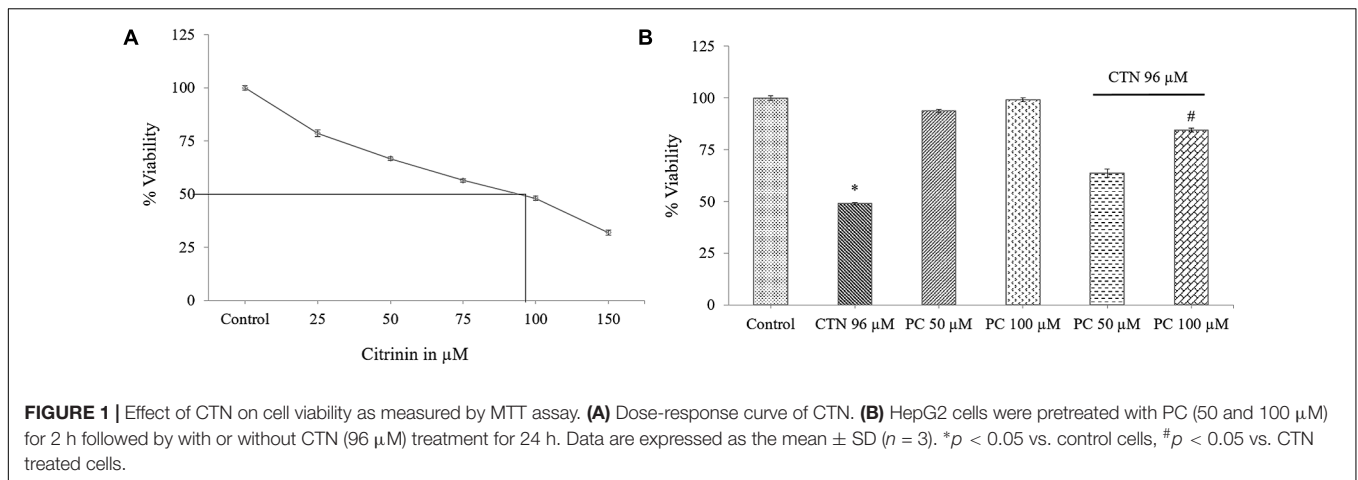 A
125
100
75
50
25
0
% Viability
Control 25 50 75 100 150
Citrinin in µM
B
125
100
75
50
25
0
% Viability
CTN 96 µM
*
#
Control CTN 96 µM PC 50 µM PC 100 µM PC 50 µM PC 100 µM
FIGURE 1 | Effect of CTN on cell viability as measured by MTT assay. (A) Dose-response curve of CTN. (B) HepG2 cells were pretreated with PC (50 and 100 µM)
for 2 h followed by with or without CTN (96 µM) treatment for 24 h. Data are expressed as the mean ± SD (n = 3). *p < 0.05 vs. control cells, #p < 0.05 vs. CTN
treated cells.